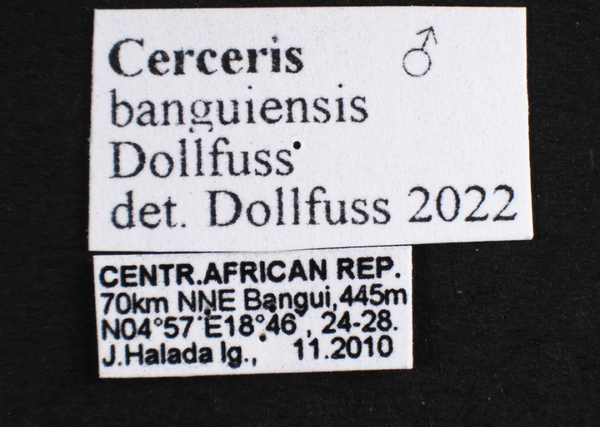 Cerceris ♂
banguiensis
Dollfuss
det. Dollfuss 2022
CENTR.AFRICAN REP.
70km NNE Bangui,445m
N04°57´E18°46´, 24-28.
J.Halada lg., 11.2010